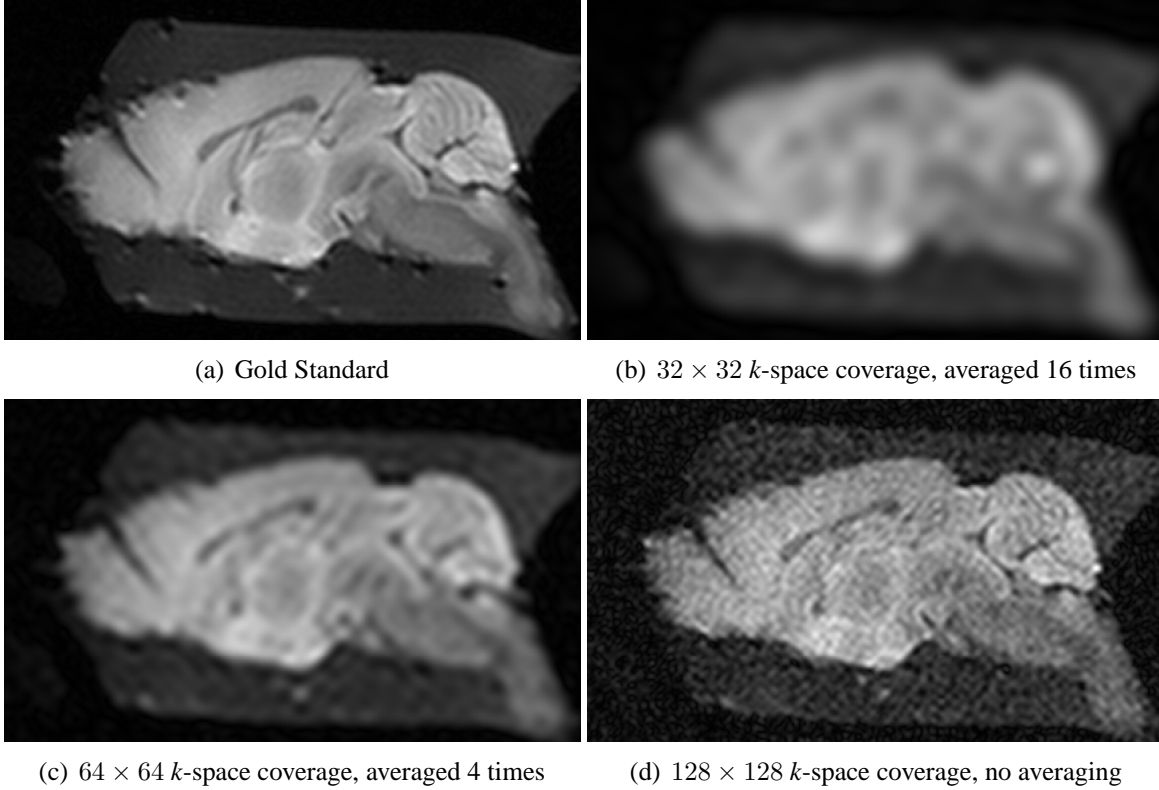 (a) Gold Standard
(b) 32 × 32 k-space coverage, averaged 16 times
(c) 64 × 64 k-space coverage, averaged 4 times
(d) 128 × 128 k-space coverage, no averaging